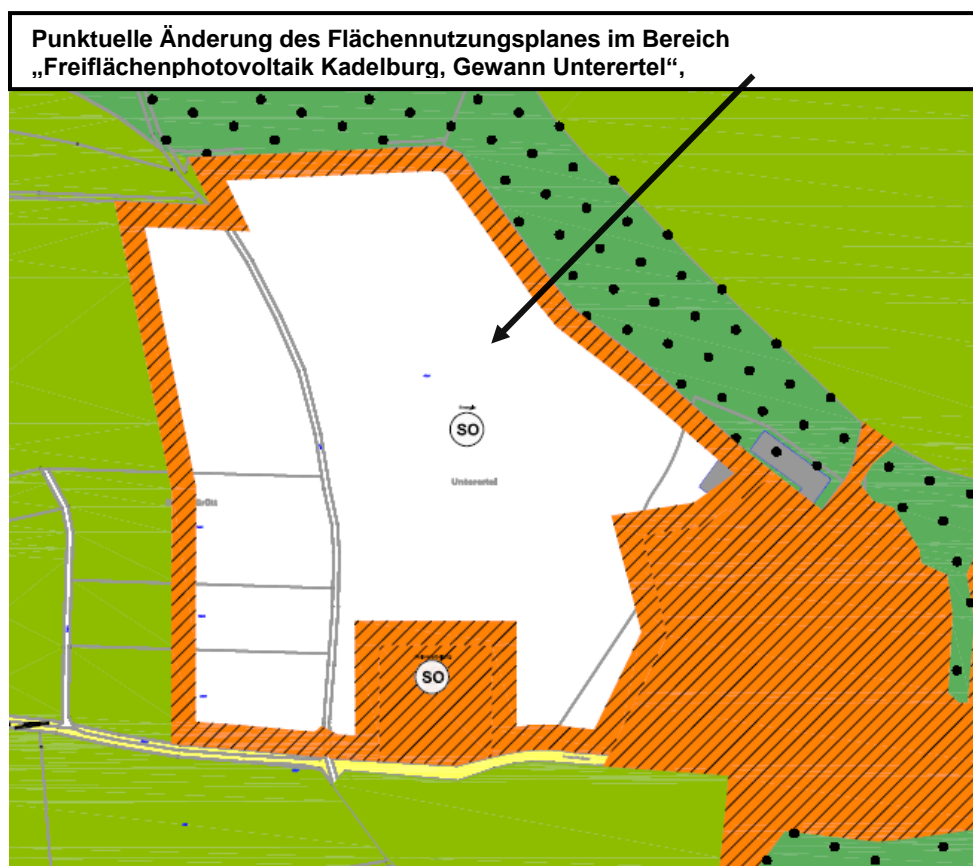 Punktuelle Änderung des Flächennutzungsplanes im Bereich
„Freiflächenphotovoltaik Kadelburg, Gewann Unterertel“,
SO
Unterertel
SO